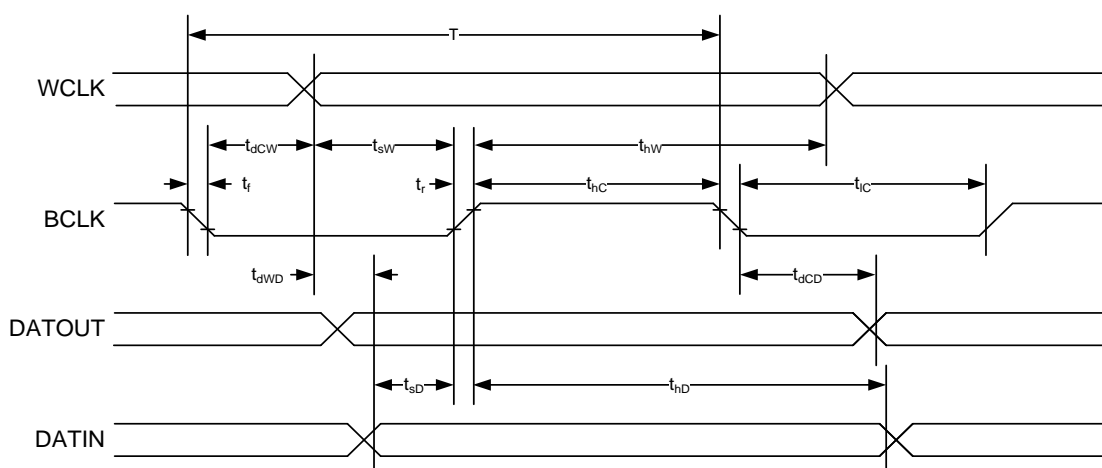 T
WCLK
tdCW
tsW
thW
tf
tr
thC
tlC
BCLK
tdWD
tdCD
DATOUT
tsD
thD
DATIN